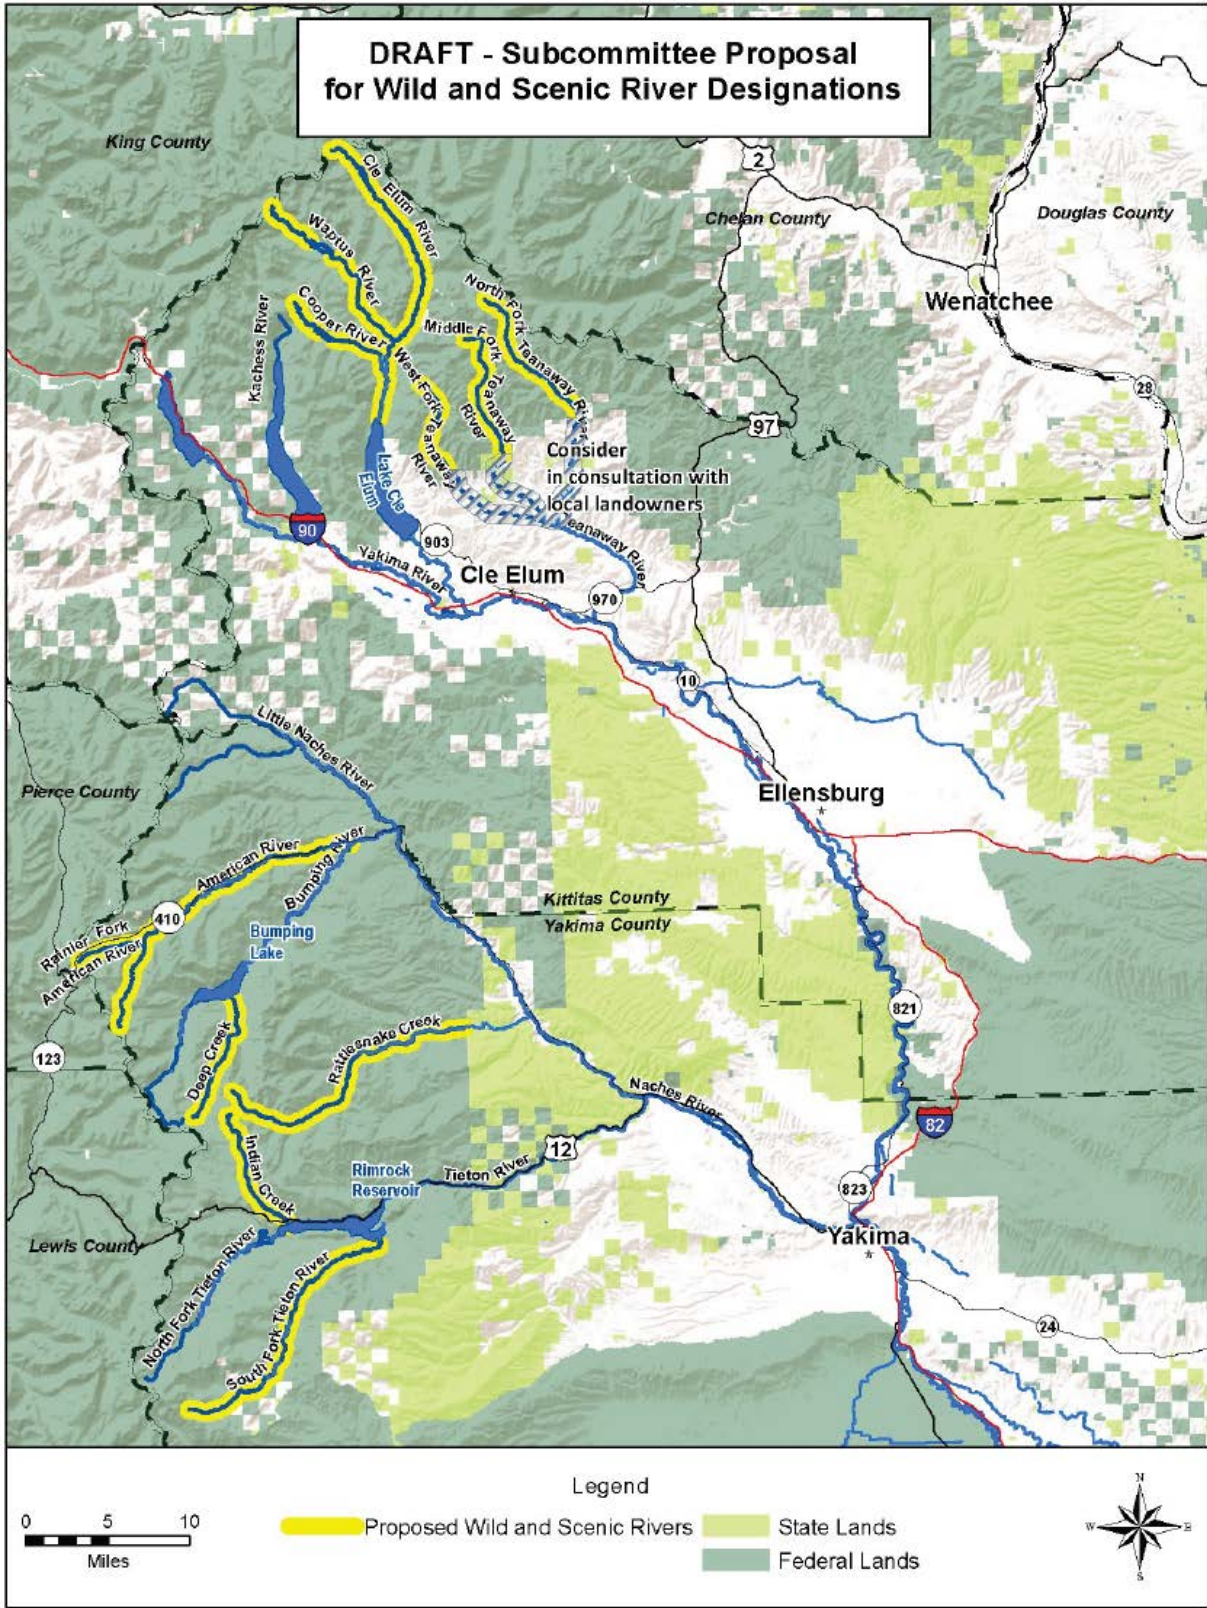 DRAFT - Subcommittee Proposal
for Wild and Scenic River Designations
King County
2
Chelan County
Douglas County
Cle Elum River
Waptus River
Cooper River
Kachess River
North Fork Teanaway River
Middle Fork Teanaway River
West Fork Teanaway River
Wenatchee
28
97
Consider
in consultation with
local landowners
Lake Cle
Elum
90
903
Teanaway River
Yakima River
Cle Elum
970
10
Little Naches River
Pierce County
Ellensburg
American River
Bumping River
410
Rainier Fork
American River
Bumping
Lake
Kittitas County
Yakima County
821
123
Deep Creek
Rattlesnake Creek
Naches River
82
Indian Creek
12
Rimrock
Reservoir
Tieton River
823
Yakima
Lewis County
North Fork Tieton River
South Fork Tieton River
24
Legend
0 5 10
Miles
Proposed Wild and Scenic Rivers
State Lands
Federal Lands
N
W E
S